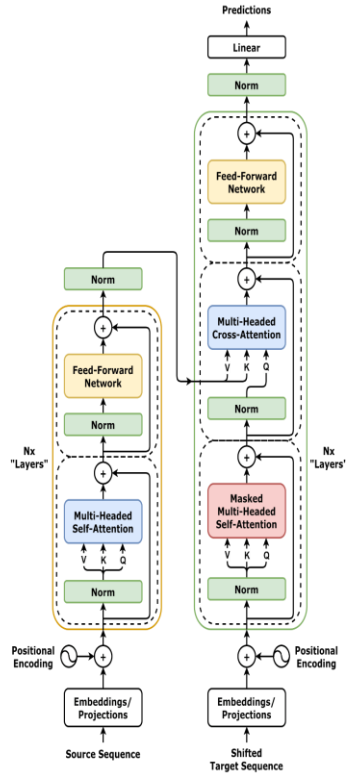 Predictions
Linear
Norm
Feed-Forward
Network
Norm
Multi-Headed
Cross-Attention
V K Q
Norm
Masked
Multi-Headed
Self-Attention
V K Q
Norm
Nx
"Layers"
Positional
Encoding
Embeddings/
Projections
Shifted
Target Sequence
Norm
Feed-Forward
Network
Norm
Nx
"Layers"
Multi-Headed
Self-Attention
V K Q
Norm
Positional
Encoding
Embeddings/
Projections
Source Sequence